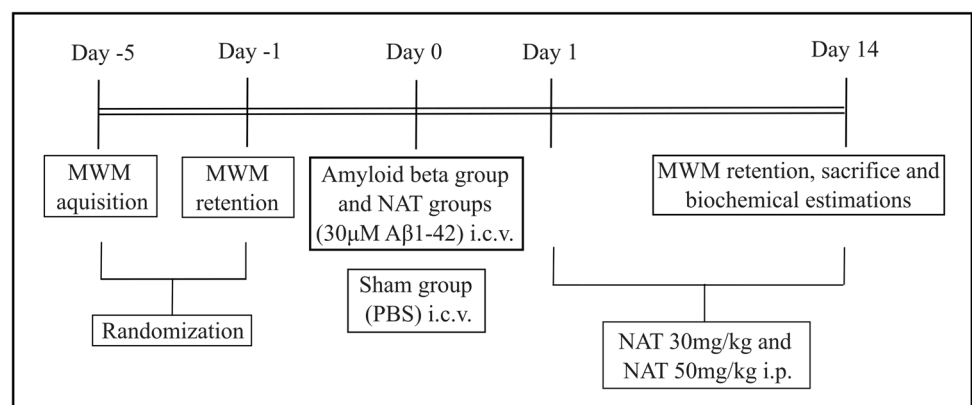 Day -5 Day -1 Day 0 Day 1 Day 14
MWM
aquisition
MWM
retention
Amyloid beta group
and NAT groups
(30μM Aβ1-42) i.c.v.
MWM retention, sacrifice and
biochemical estimations
Sham group
(PBS) i.c.v.
Randomization
NAT 30mg/kg and
NAT 50mg/kg i.p.